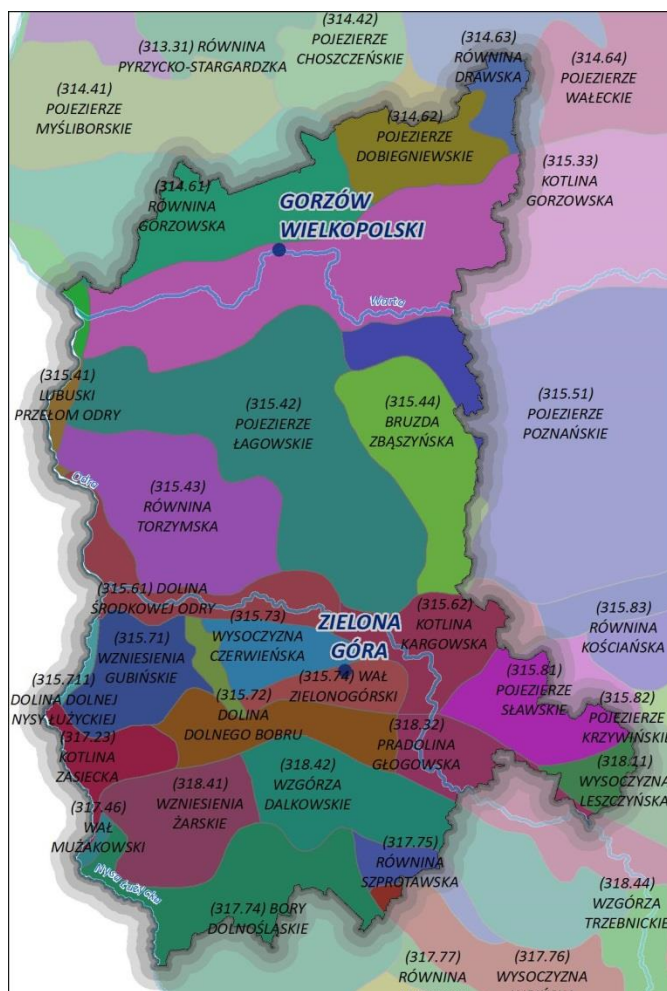 (314.42)
POJEZIERZE
CHOSZCZEŃSKIE
(314.63)
RÓWNINA
DRAWSKA
(313.31) RÓWNINA
PYRZYCKO-STARGARDZKA
(314.64)
POJEZIERZE
WAŁECKIE
(314.41)
POJEZIERZE
MYŚLIBORSKIE
(314.62)
POJEZIERZE
DOBIEGNIEWSKIE
(315.33)
KOTLINA
GORZOWSKA
(314.61)
RÓWNINA
GORZOWSKA
GORZÓW
WIELKOPOLSKI
Warta
(315.41)
LUBUSKI
PRZEŁOM ODRY
(315.42)
POJEZIERZE
ŁAGOWSKIE
(315.44)
BRUZDA
ZBĄSZYŃSKA
(315.51)
POJEZIERZE
POZNAŃSKIE
Odra
(315.43)
RÓWNINA
TORZYMSKA
(315.61) DOLINA
ŚRODKOWEJ ODRY
(315.73)
WYSOCZYZNA
CZERWIEŃSKA
ZIELONA
GÓRA
(315.62)
KOTLINA
KARGOWSKA
(315.83)
RÓWNINA
KOŚCIAŃSKA
(315.71)
WZNIESIENIA
GUBIŃSKIE
(315.74) WAŁ
ZIELONOGÓRSKI
(315.81)
POJEZIERZE
SŁAWSKIE
(315.711)
DOLINA DOLNEJ
NYSY ŁUŻYCKIEJ
(315.72)
DOLINA
DOLNEGO BOBRU
(315.82)
POJEZIERZE
KRZYWIŃSKIE
(317.23)
KOTLINA
ZASIECKA
(318.32)
PRADOLINA
GŁOGOWSKA
(318.11)
WYSOCZYZNA
LESZCZYŃSKA
(318.42)
WZGÓRZA
DALKOWSKIE
(318.41)
WZNIESIENIA
ŻARSKIE
(317.46)
WAŁ
MUŻAKOWSKI
Nysa Łużycka
(317.75)
RÓWNINA
SZPROTAWSKA
(318.44)
WZGÓRZA
TRZEBNICKIE
(317.74) BORY
DOLNOŚLĄSKIE
(317.77)
RÓWNINA
(317.76)
WYSOCZYZNA